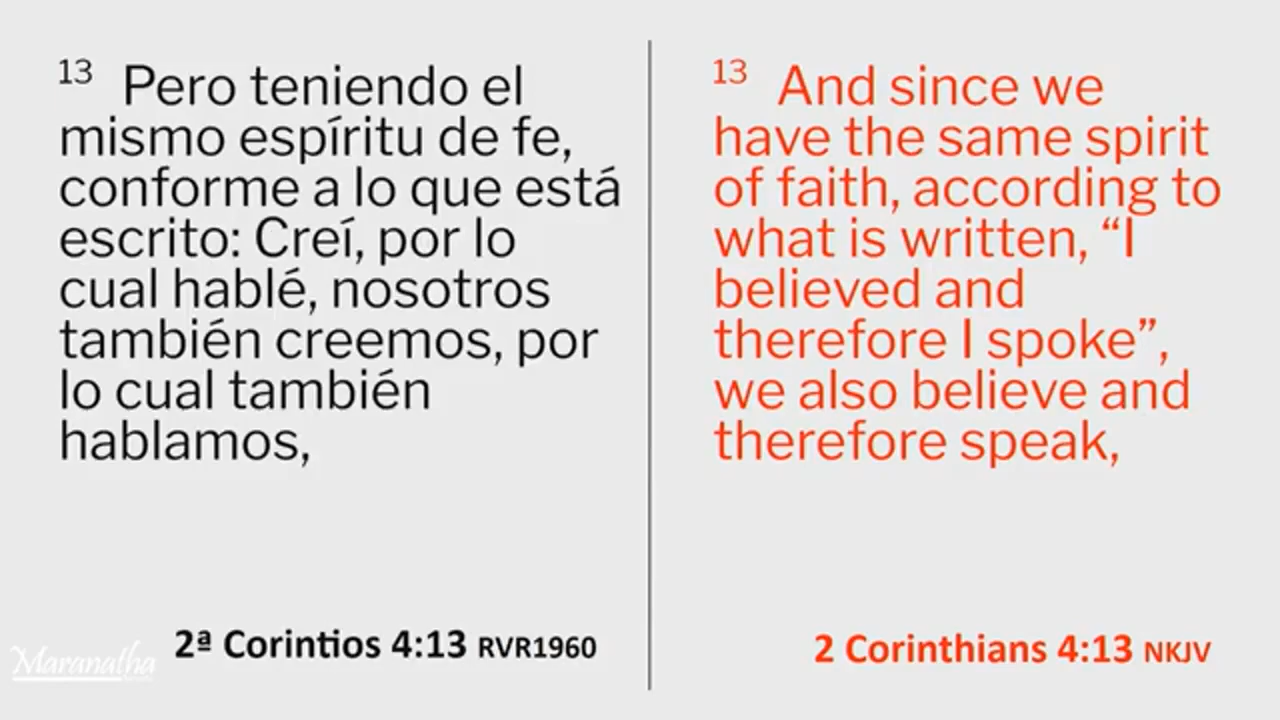 13 Pero teniendo el
mismo espíritu de fe,
conforme a lo que está
escrito: Creí, por lo
cual hablé, nosotros
también creemos, por
lo cual también
hablamos,
2ª Corintios 4:13 RVR1960
13 And since we
have the same spirit
of faith, according to
what is written, “I
believed and
therefore I spoke”,
we also believe and
therefore speak,
2 Corinthians 4:13 NKJV
Maranatha